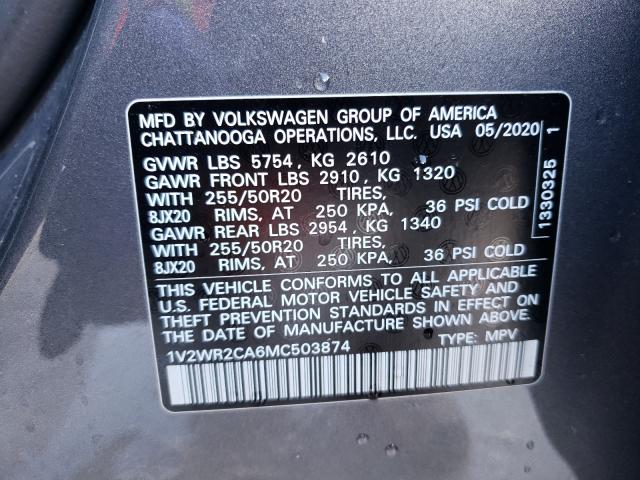 MFD BY VOLKSWAGEN GROUP OF AMERICA
CHATTANOOGA OPERATIONS, LLC. USA 05/2020
GVWR LBS 5754, KG 2610
GAWR FRONT LBS 2910, KG 1320
WITH 255/50R20 TIRES,
8JX20 RIMS, AT 250 KPA, 36 PSI COLD
GAWR REAR LBS 2954, KG 1340
WITH 255/50R20 TIRES,
8JX20 RIMS, AT 250 KPA, 36 PSI COLD
THIS VEHICLE CONFORMS TO ALL APPLICABLE
U.S. FEDERAL MOTOR VEHICLE SAFETY AND
THEFT PREVENTION STANDARDS IN EFFECT ON
THE DATE OF MANUFACTURE SHOWN ABOVE.
1V2WR2CA6MC503874 TYPE: MPV
1330325 1